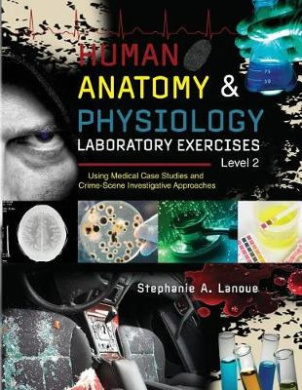 HUMAN
ANATOMY &
PHYSIOLOGY
LABORATORY EXERCISES
Level 2
Using Medical Case Studies and
Crime-Scene Investigative Approaches
Stephanie A. Lanoue